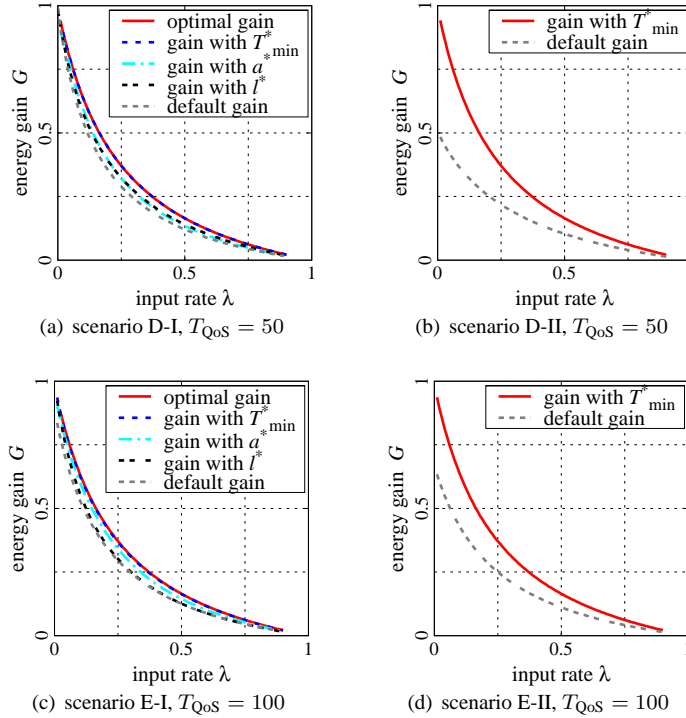 1
0.5
0
energy gain G
optimal gain
gain with T*min
gain with a*
gain with l*
default gain
0
0.5
1
input rate λ
(a) scenario D-I, TQoS = 50
1
0.5
0
energy gain G
gain with T*min
default gain
0
0.5
1
input rate λ
(b) scenario D-II, TQoS = 50
1
0.5
0
energy gain G
optimal gain
gain with T*min
gain with a*
gain with l*
default gain
0
0.5
1
input rate λ
(c) scenario E-I, TQoS = 100
1
0.5
0
energy gain G
gain with T*min
default gain
0
0.5
1
input rate λ
(d) scenario E-II, TQoS = 100